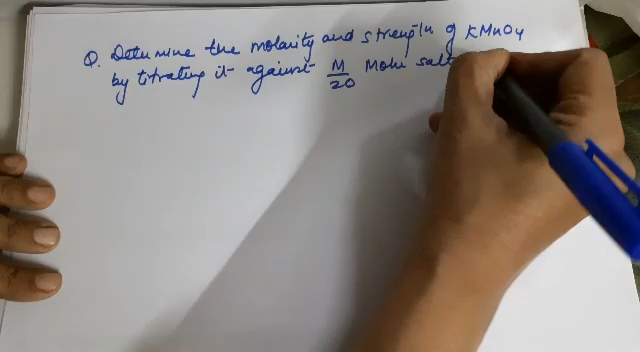 Q. Determine the molarity and strength of KMnO4
by titrating it against M/20 Mohr salt